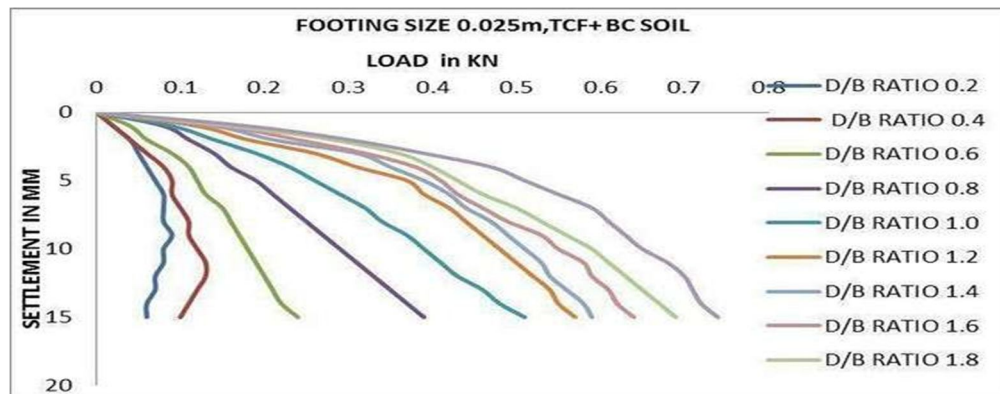 FOOTING SIZE 0.025m,TCF+ BC SOIL
LOAD in KN
0 0.1 0.2 0.3 0.4 0.5 0.6 0.7 0.8
0
5
10
15
20
SETTLEMENT IN MM
D/B RATIO 0.2
D/B RATIO 0.4
D/B RATIO 0.6
D/B RATIO 0.8
D/B RATIO 1.0
D/B RATIO 1.2
D/B RATIO 1.4
D/B RATIO 1.6
D/B RATIO 1.8